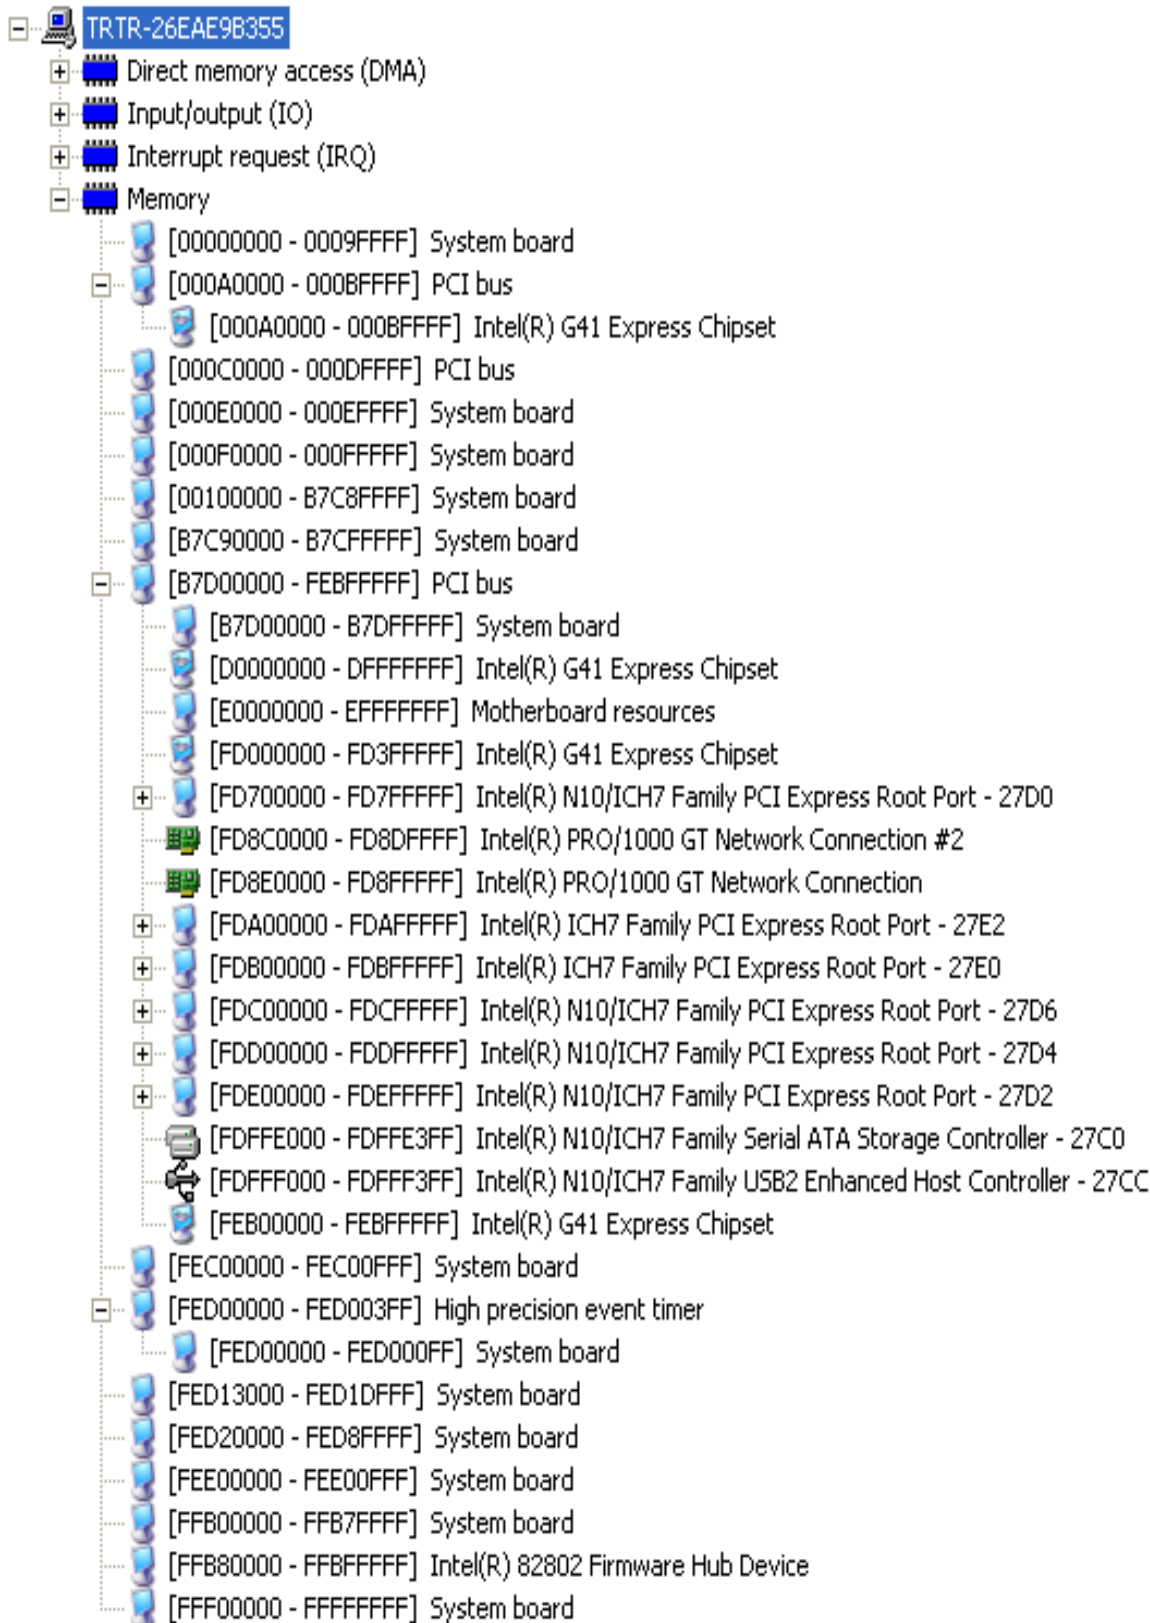 TRTR-26EAE9B355
Direct memory access (DMA)
Input/output (IO)
Interrupt request (IRQ)
Memory
[00000000 - 0009FFFF] System board
[000A0000 - 000BFFFF] PCI bus
[000A0000 - 000BFFFF] Intel(R) G41 Express Chipset
[000C0000 - 000DFFFF] PCI bus
[000E0000 - 000EFFFF] System board
[000F0000 - 000FFFFF] System board
[00100000 - B7C8FFFF] System board
[B7C90000 - B7CFFFFF] System board
[B7D00000 - FEBFFFFF] PCI bus
[B7D00000 - B7DFFFFF] System board
[D0000000 - DFFFFFFF] Intel(R) G41 Express Chipset
[E0000000 - EFFFFFFF] Motherboard resources
[FD000000 - FD3FFFFF] Intel(R) G41 Express Chipset
[FD700000 - FD7FFFFF] Intel(R) N10/ICH7 Family PCI Express Root Port - 27D0
[FD8C0000 - FD8DFFFF] Intel(R) PRO/1000 GT Network Connection #2
[FD8E0000 - FD8FFFFF] Intel(R) PRO/1000 GT Network Connection
[FDA00000 - FDAFFFFF] Intel(R) ICH7 Family PCI Express Root Port - 27E2
[FDB00000 - FDBFFFFF] Intel(R) ICH7 Family PCI Express Root Port - 27E0
[FDC00000 - FDCFFFFF] Intel(R) N10/ICH7 Family PCI Express Root Port - 27D6
[FDD00000 - FDDFFFFF] Intel(R) N10/ICH7 Family PCI Express Root Port - 27D4
[FDE00000 - FDEFFFFF] Intel(R) N10/ICH7 Family PCI Express Root Port - 27D2
[FDFFE000 - FDFFE3FF] Intel(R) N10/ICH7 Family Serial ATA Storage Controller - 27C0
[FDFFF000 - FDFFF3FF] Intel(R) N10/ICH7 Family USB2 Enhanced Host Controller - 27CC
[FEB00000 - FEBFFFFF] Intel(R) G41 Express Chipset
[FEC00000 - FEC00FFF] System board
[FED00000 - FED003FF] High precision event timer
[FED00000 - FED000FF] System board
[FED13000 - FED1DFFF] System board
[FED20000 - FED8FFFF] System board
[FEE00000 - FEE00FFF] System board
[FFB00000 - FFB7FFFF] System board
[FFB80000 - FFBFFFFF] Intel(R) 82802 Firmware Hub Device
[FFF00000 - FFFFFFFF] System board